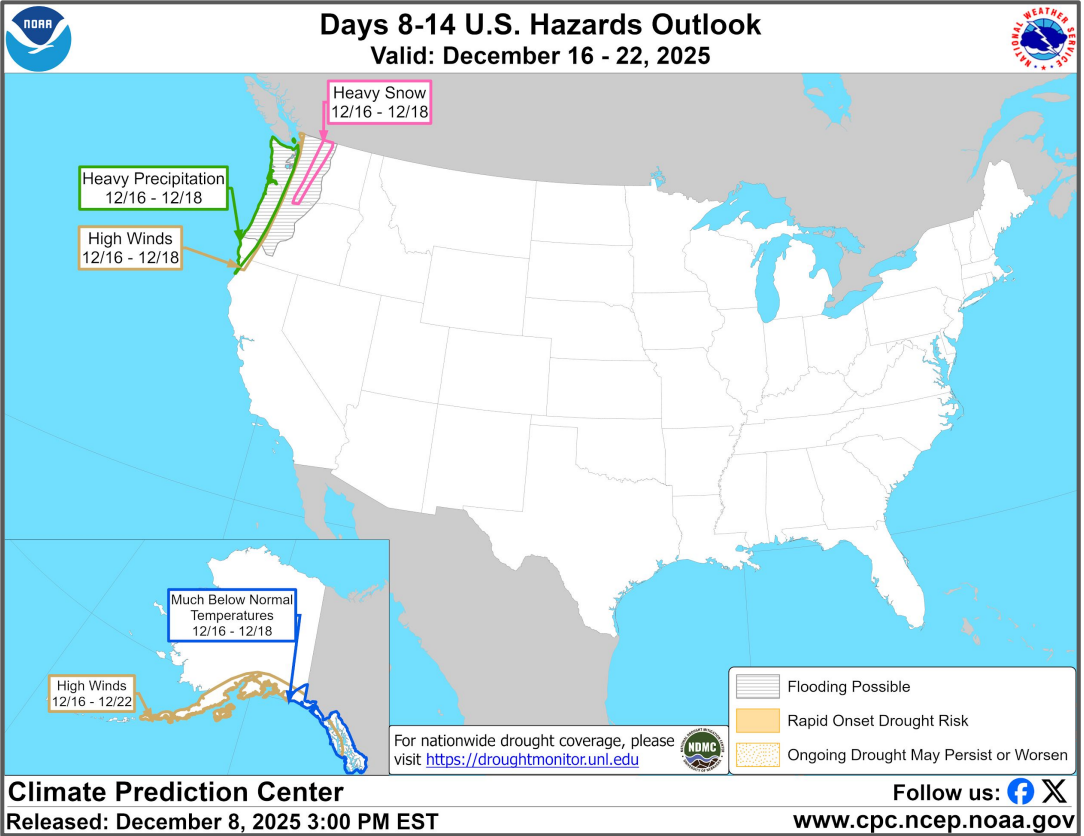 NOAA
Days 8-14 U.S. Hazards Outlook
Valid: December 16 - 22, 2025
NATIONAL WEATHER SERVICE
Heavy Snow
12/16 - 12/18
Heavy Precipitation
12/16 - 12/18
High Winds
12/16 - 12/18
Much Below Normal
Temperatures
12/16 - 12/18
High Winds
12/16 - 12/22
Flooding Possible
Rapid Onset Drought Risk
Ongoing Drought May Persist or Worsen
For nationwide drought coverage, please
visit https://droughtmonitor.unl.edu
NDMC
Climate Prediction Center
Released: December 8, 2025 3:00 PM EST
Follow us:
www.cpc.ncep.noaa.gov